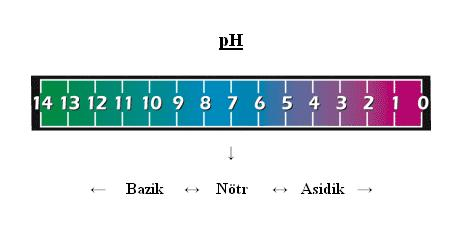 pH
14 13 12 11 10 9 8 7 6 5 4 3 2 1 0
↓
← Bazik ↔ Nötr ↔ Asidik →